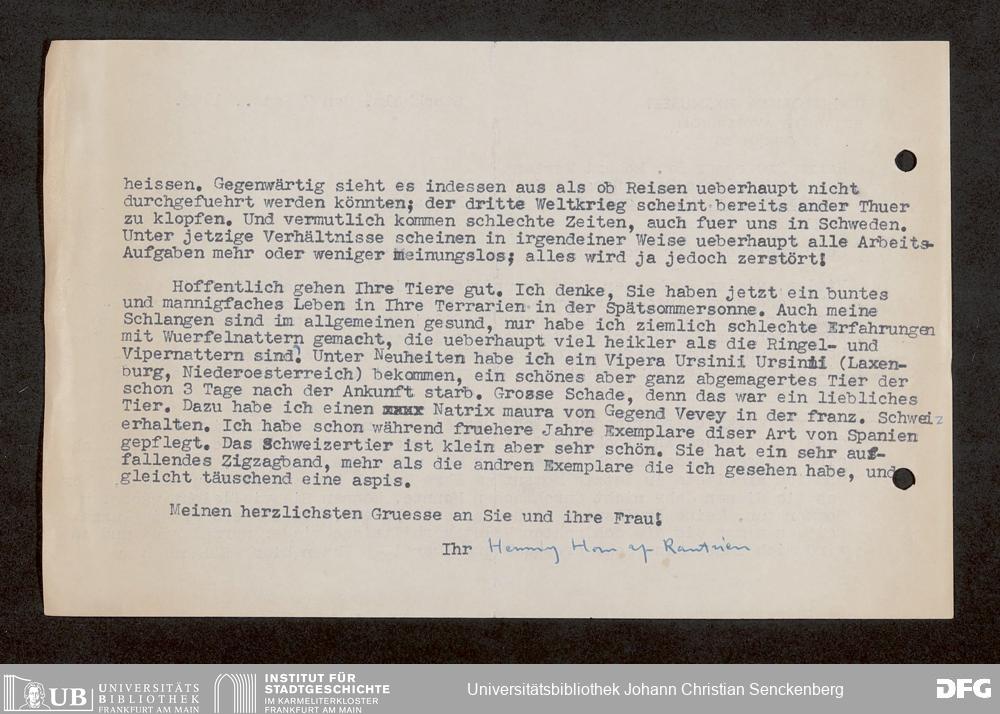 heissen. Gegenwärtig sieht es indessen aus als ob Reisen ueberhaupt nicht
durchgefuehrt werden könnten; der dritte Weltkrieg scheint bereits ander Thuer
zu klopfen. Und vermutlich kommen schlechte Zeiten, auch fuer uns in Schweden.
Unter jetzige Verhältnisse scheinen in irgendeiner Weise ueberhaupt alle Arbeits-
Aufgaben mehr oder weniger meinungslos; alles wird ja jedoch zerstört!
Hoffentlich gehen Ihre Tiere gut. Ich denke, Sie haben jetzt ein buntes
und mannigfaches Leben in Ihre Terrarien in der Spätsommersonne. Auch meine
Schlangen sind im allgemeinen gesund, nur habe ich ziemlich schlechte Erfahrungen
mit Wuerfelnattern gemacht, die ueberhaupt viel heikler als die Ringel- und
Vipernattern sind! Unter Neuheiten habe ich ein Vipera Ursinii Ursinii (Laxen-
burg, Niederoesterreich) bekommen, ein schönes aber ganz abgemagertes Tier der
schon 3 Tage nach der Ankunft starb. Grosse Schade, denn das war ein liebliches
Tier. Dazu habe ich einen xxxx Natrix maura von Gegend Vevey in der franz. Schweiz
erhalten. Ich habe schon während fruehere Jahre Exemplare diser Art von Spanien
gepflegt. Das Schweizertier ist klein aber sehr schön. Sie hat ein sehr auf-
fallendes Zigzagband, mehr als die andren Exemplare die ich gesehen habe, und
gleicht täuschend eine aspis.
Meinen herzlichsten Gruesse an Sie und ihre Frau!
Ihr Henning Horn af Rantzien
UB UNIVERSITÄTS
BIBLIOTHEK
FRANKFURT AM MAIN
INSTITUT FÜR
STADTGESCHICHTE
IM KARMELITERKLOSTER
FRANKFURT AM MAIN
Universitätsbibliothek Johann Christian Senckenberg
DFG